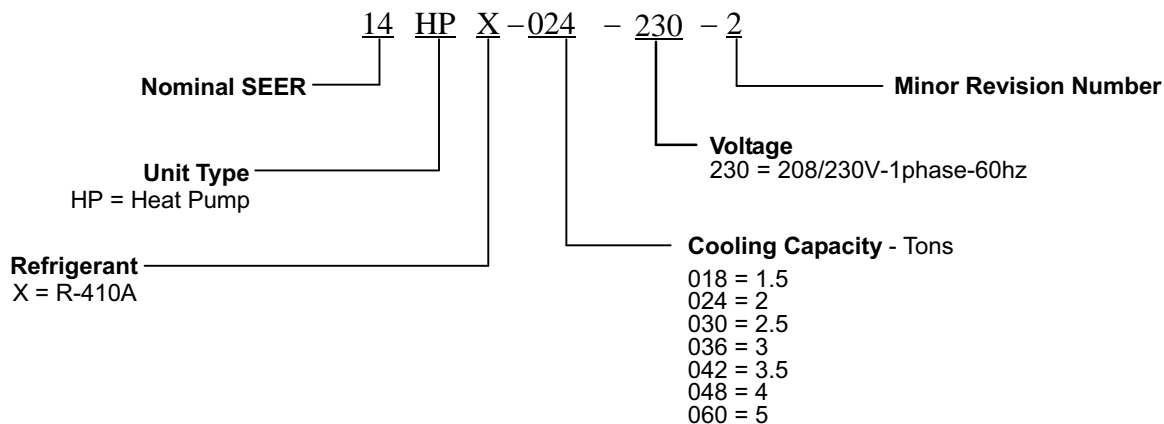 14 HP X – 024 – 230 – 2
Nominal SEER
Minor Revision Number
Voltage
230 = 208/230V-1phase-60hz
Unit Type
HP = Heat Pump
Cooling Capacity - Tons
018 = 1.5
024 = 2
030 = 2.5
036 = 3
042 = 3.5
048 = 4
060 = 5
Refrigerant
X = R-410A